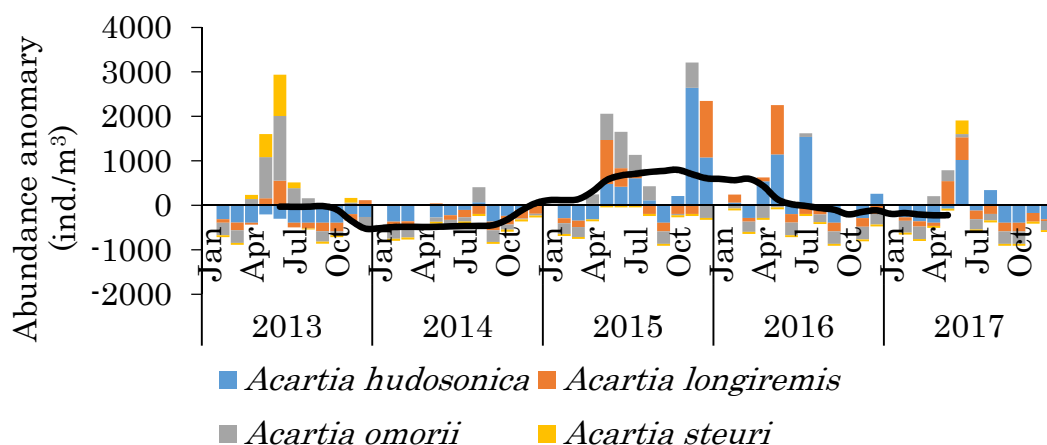 Abundance anomary
(ind./m³)
4000
3000
2000
1000
0
-1000
-2000
Jan Apr Jul Oct Jan Apr Jul Oct Jan Apr Jul Oct Jan Apr Jul Oct Jan Apr Jul Oct
2013 2014 2015 2016 2017
Acartia hudosonica Acartia longiremis
Acartia omorii Acartia steuri